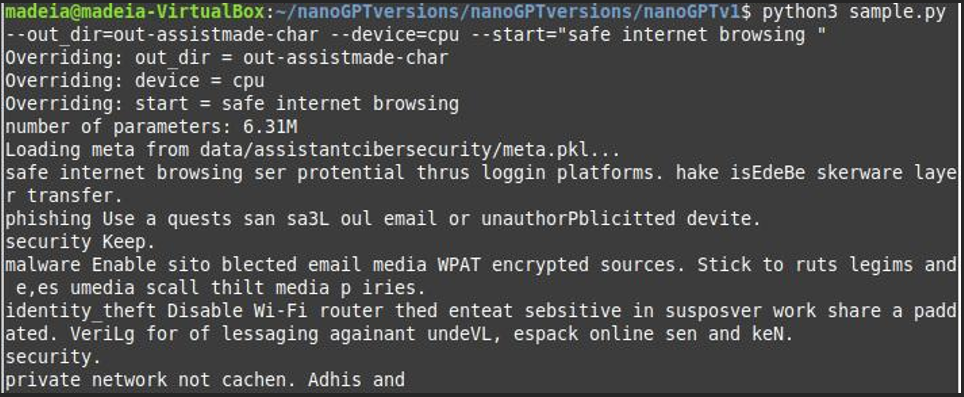 madeia@madeia-VirtualBox:~/nanoGPTversions/nanoGPTversions/nanoGPTv1$ python3 sample.py
--out_dir=out-assistmade-char --device=cpu --start="safe internet browsing "
Overriding: out_dir = out-assistmade-char
Overriding: device = cpu
Overriding: start = safe internet browsing
number of parameters: 6.31M
Loading meta from data/assistantcibersecurity/meta.pkl...
safe internet browsing ser protential thrus loggin platforms. hake isEdeBe skerware laye
r transfer.
phishing Use a quests san sa3L oul email or unauthorPblicitted devite.
security Keep.
malware Enable sito blected email media WPAT encrypted sources. Stick to ruts legims and
 e,es umedia scall thilt media p iries.
identity_theft Disable Wi-Fi router thed enteat sebsitive in susposver work share a padd
ated. VeriLg for of lessaging againant undeVL, espack online sen and keN.
security.
private network not cachen. Adhis and